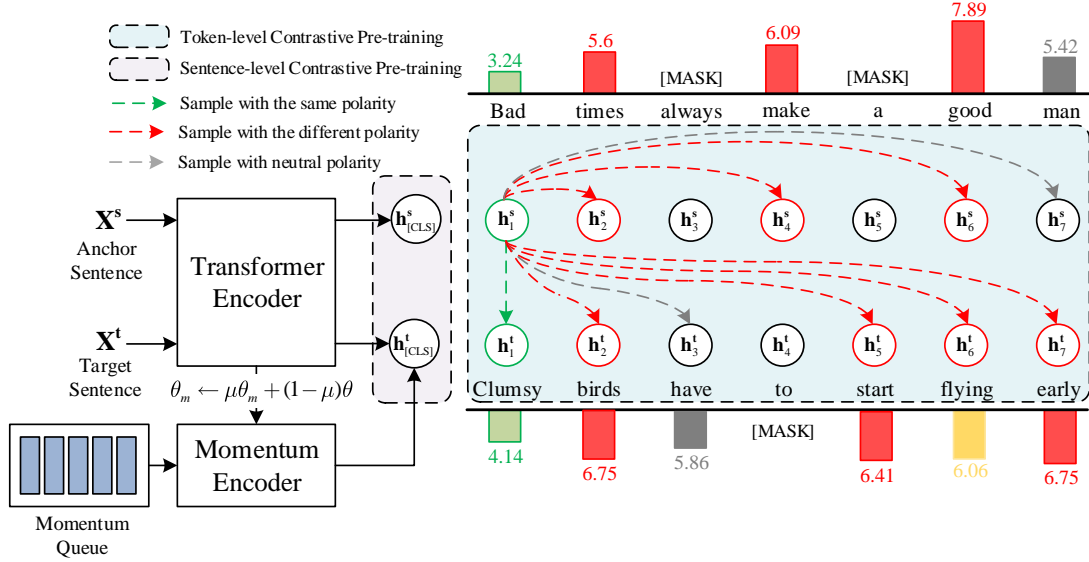 Token-level Contrastive Pre-training
Sentence-level Contrastive Pre-training
Sample with the same polarity
Sample with the different polarity
Sample with neutral polarity
3.24 5.6 [MASK] 6.09 [MASK] 7.89 5.42
Bad times always make a good man
X^s
Anchor
Sentence
X^t
Target
Sentence
Transformer
Encoder
h^s_[CLS]
h^t_[CLS]
h^s_1 h^s_2 h^s_3 h^s_4 h^s_5 h^s_6 h^s_7
h^t_1 h^t_2 h^t_3 h^t_4 h^t_5 h^t_6 h^t_7
Clumsy birds have to start flying early
4.14 6.75 5.86 [MASK] 6.41 6.06 6.75
θ_m ← μθ_m + (1 − μ)θ
Momentum
Encoder
Momentum
Queue